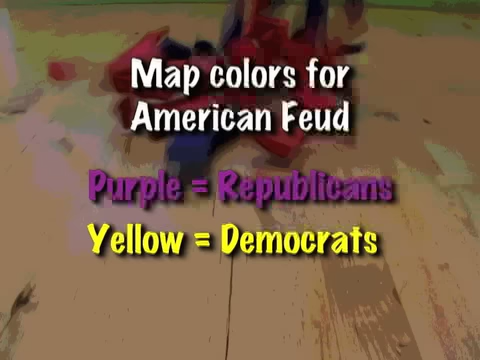 Map colors for
American Feud
Purple = Republicans
Yellow = Democrats